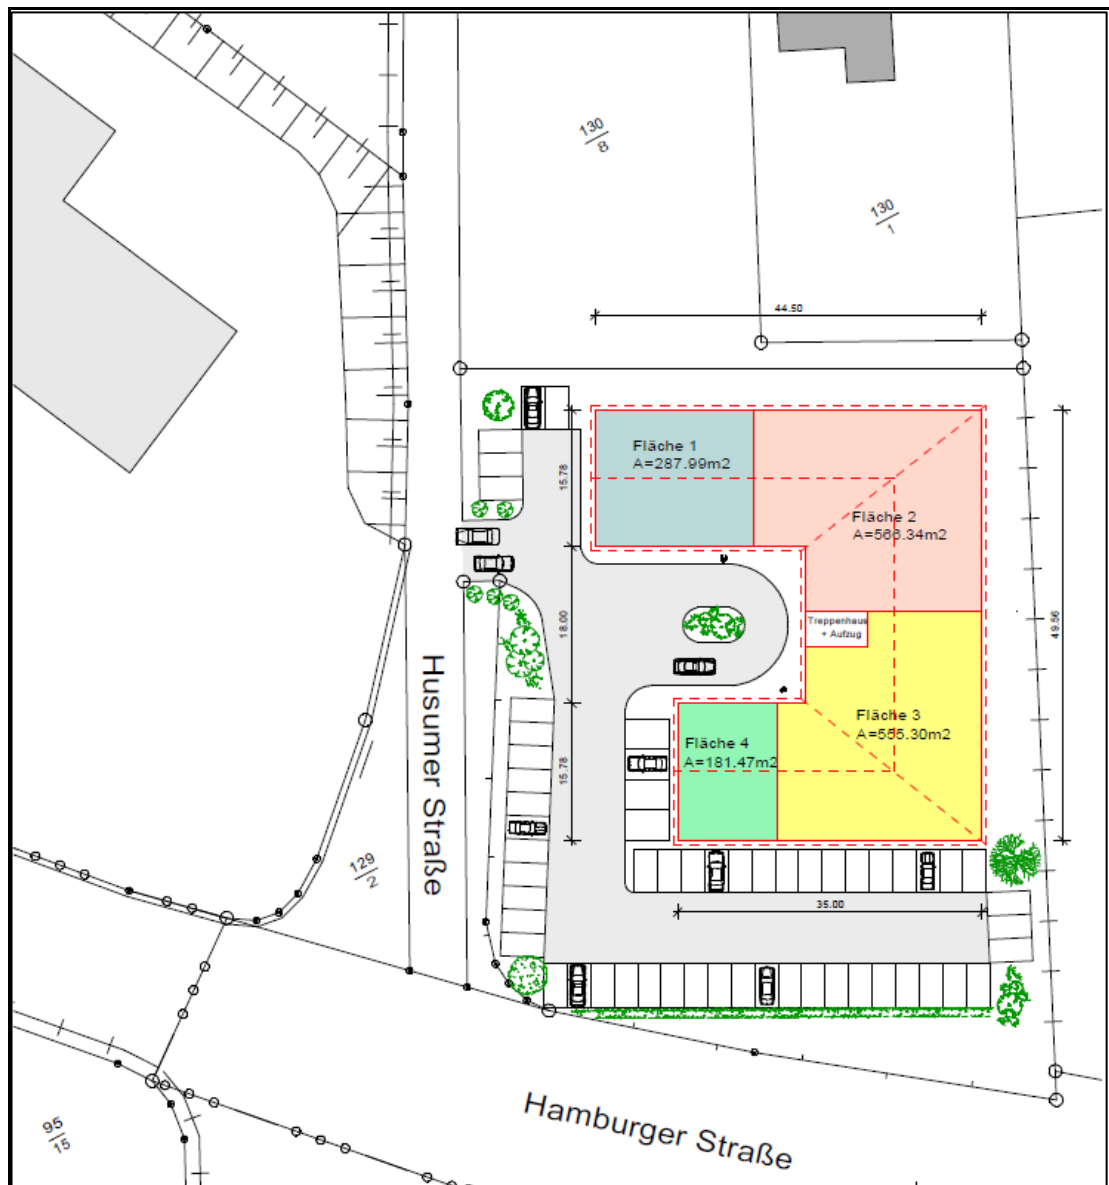 130
8
130
1
44.50
Fläche 1
A=287.99m2
15.78
Fläche 2
A=566.34m2
18.00
Treppenhaus
+ Aufzug
49.56
Husumer Straße
Fläche 3
A=555.30m2
Fläche 4
A=181.47m2
15.78
129
2
35.00
Hamburger Straße
95
15